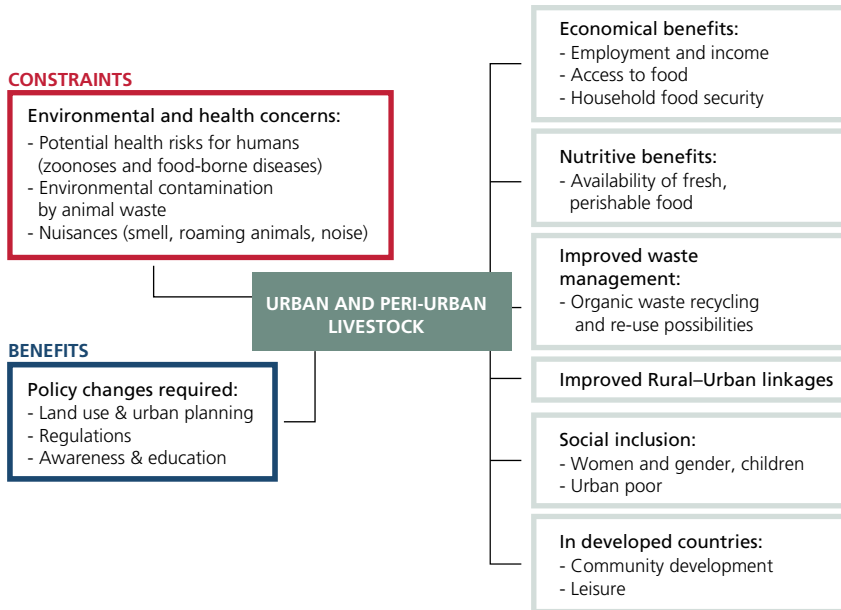 CONSTRAINTS
Environmental and health concerns:
- Potential health risks for humans
(zoonoses and food-borne diseases)
- Environmental contamination
by animal waste
- Nuisances (smell, roaming animals, noise)
URBAN AND PERI-URBAN
LIVESTOCK
BENEFITS
Policy changes required:
- Land use & urban planning
- Regulations
- Awareness & education
Economical benefits:
- Employment and income
- Access to food
- Household food security
Nutritive benefits:
- Availability of fresh,
perishable food
Improved waste
management:
- Organic waste recycling
and re-use possibilities
Improved Rural–Urban linkages
Social inclusion:
- Women and gender, children
- Urban poor
In developed countries:
- Community development
- Leisure